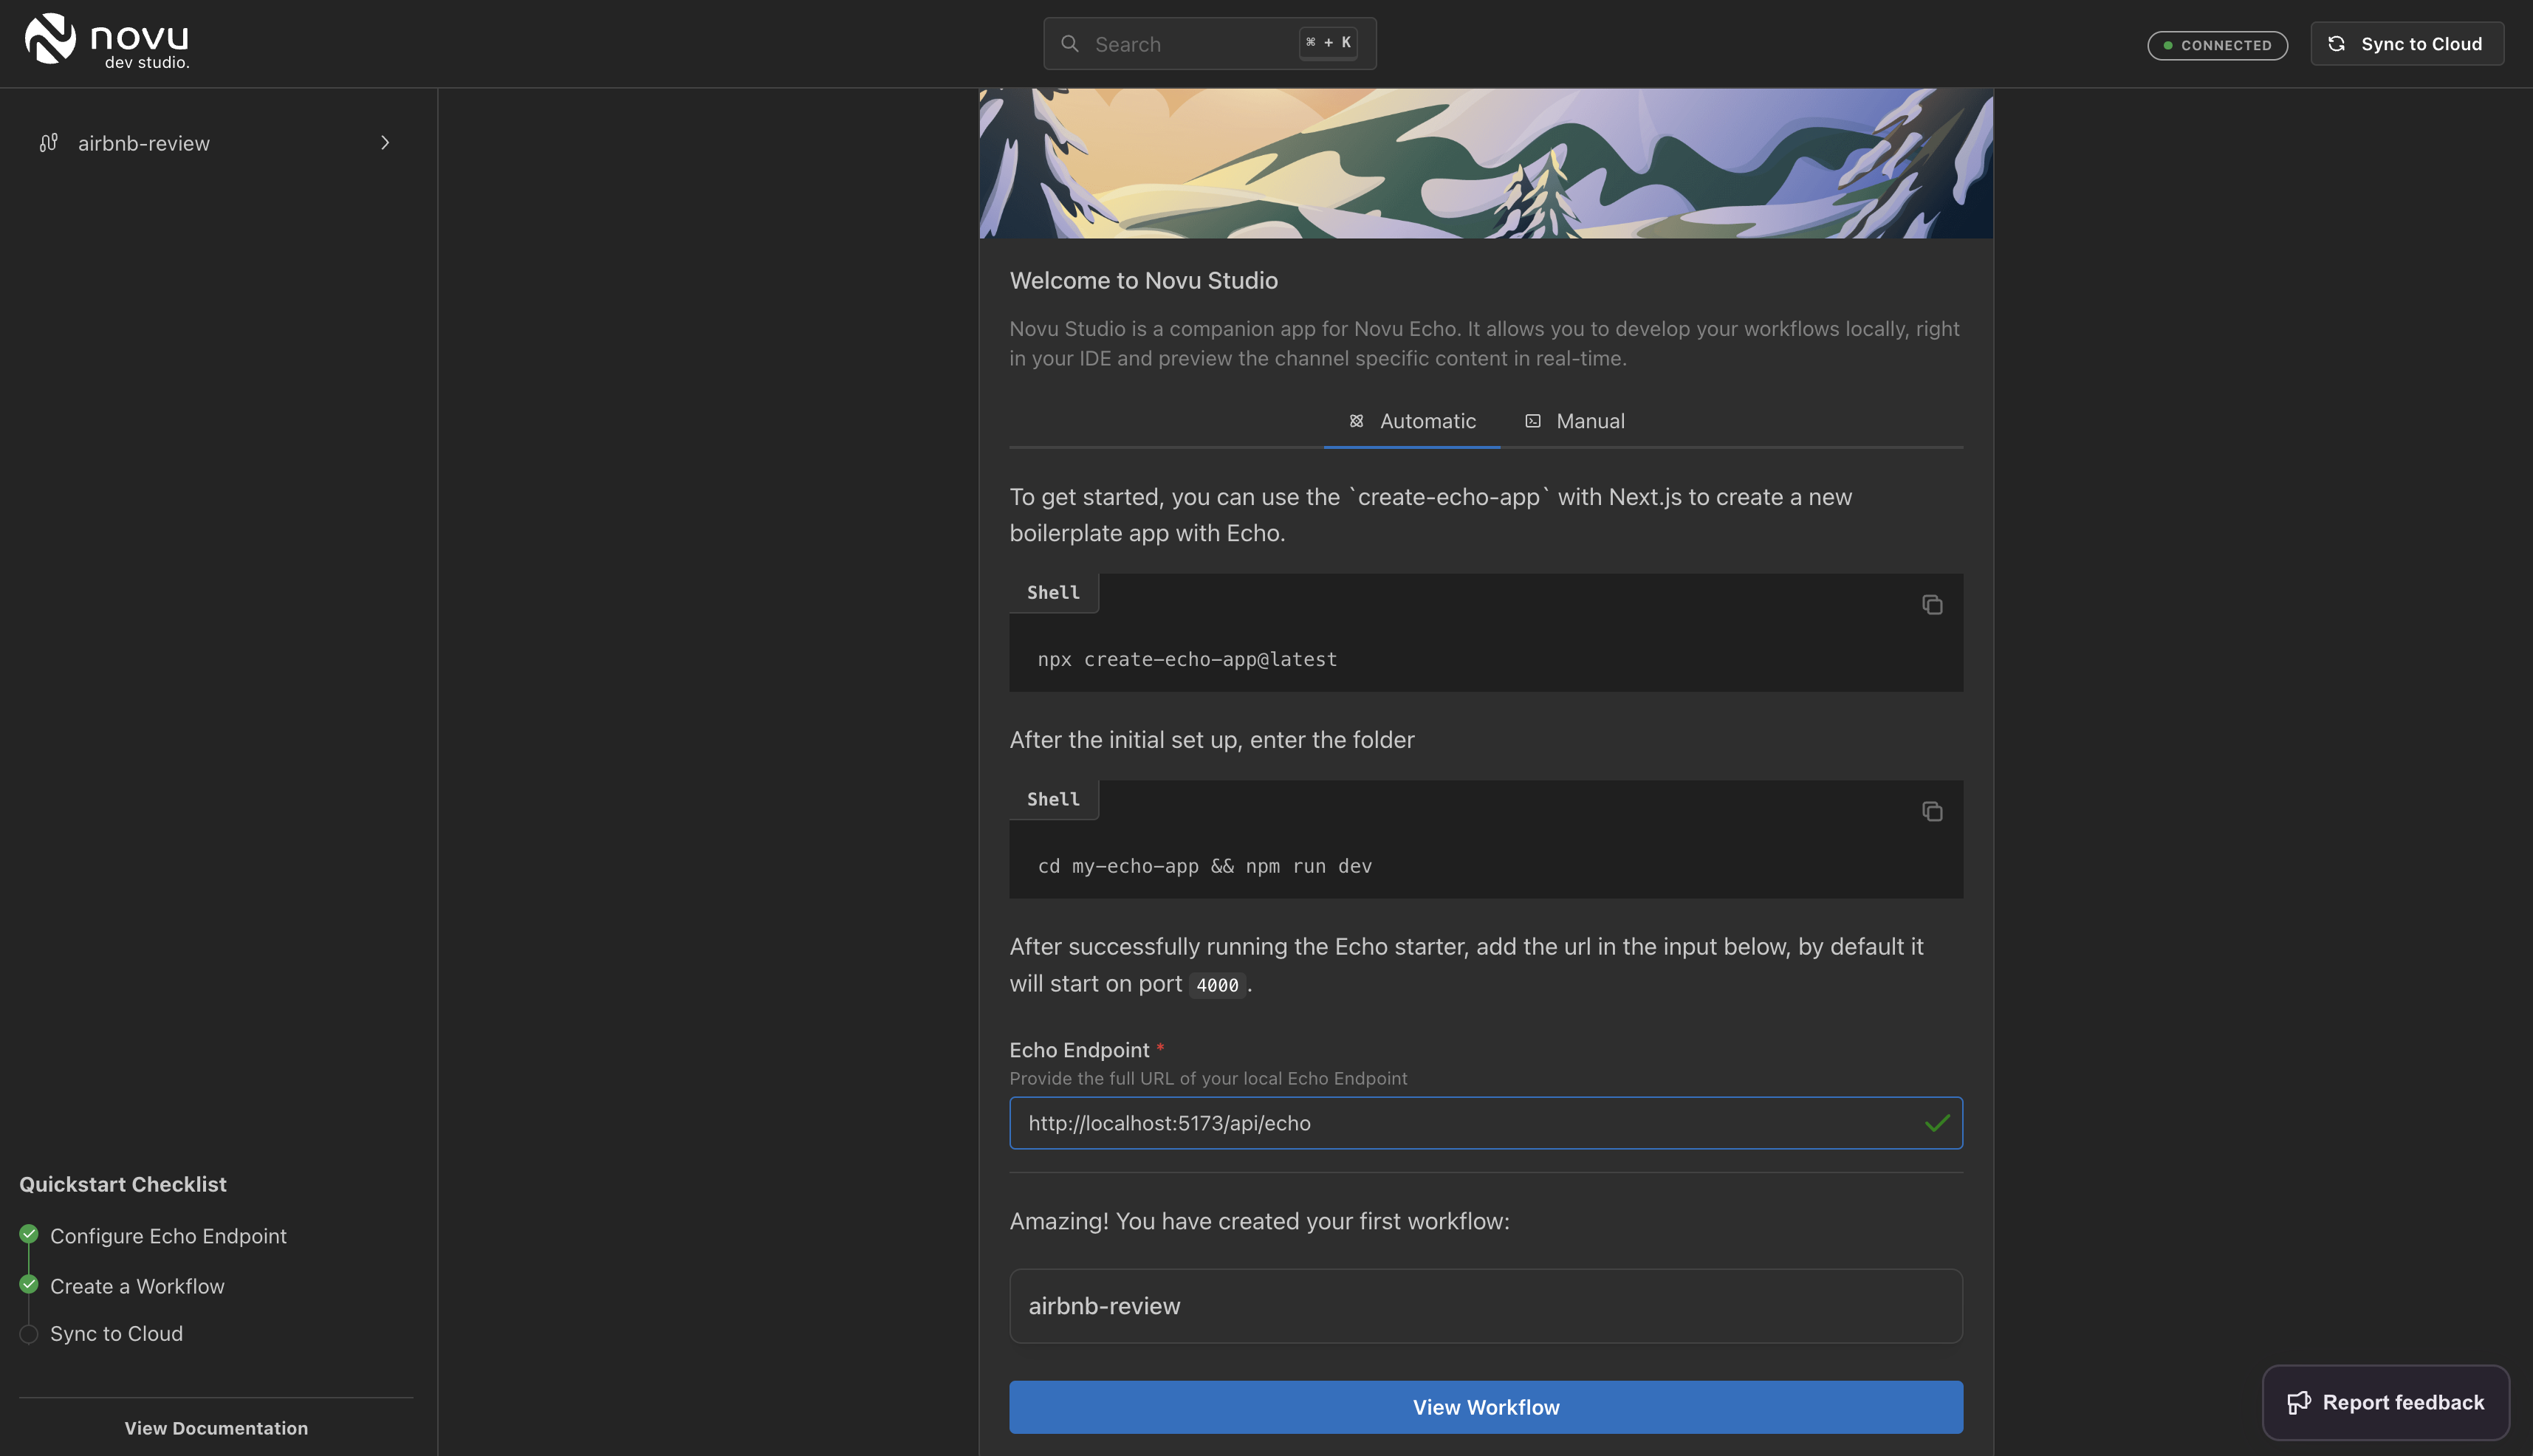 novu
dev studio.
Search
⌘ + K
CONNECTED
Sync to Cloud
airbnb-review
Welcome to Novu Studio
Novu Studio is a companion app for Novu Echo. It allows you to develop your workflows locally, right
in your IDE and preview the channel specific content in real-time.
Automatic
Manual
To get started, you can use the `create-echo-app` with Next.js to create a new
boilerplate app with Echo.
Shell
npx create-echo-app@latest
After the initial set up, enter the folder
Shell
cd my-echo-app && npm run dev
After successfully running the Echo starter, add the url in the input below, by default it
will start on port 4000.
Echo Endpoint *
Provide the full URL of your local Echo Endpoint
http://localhost:5173/api/echo
Amazing! You have created your first workflow:
airbnb-review
View Workflow
Quickstart Checklist
Configure Echo Endpoint
Create a Workflow
Sync to Cloud
View Documentation
Report feedback